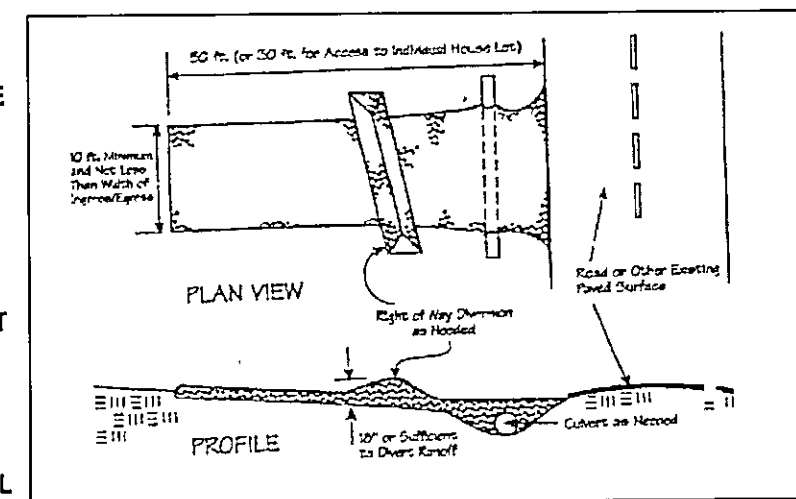 50 ft. (or 30 ft. for Access to Individual House Lot)
E
10 ft. Minimum
and Not Less
Than Width of
Ingress/Egress
PLAN VIEW
Road or Other Existing
Paved Surface
Right of Way Diversion
as Needed
T
18" or Sufficient
to Divert Runoff
Culvert as Needed
PROFILE
L